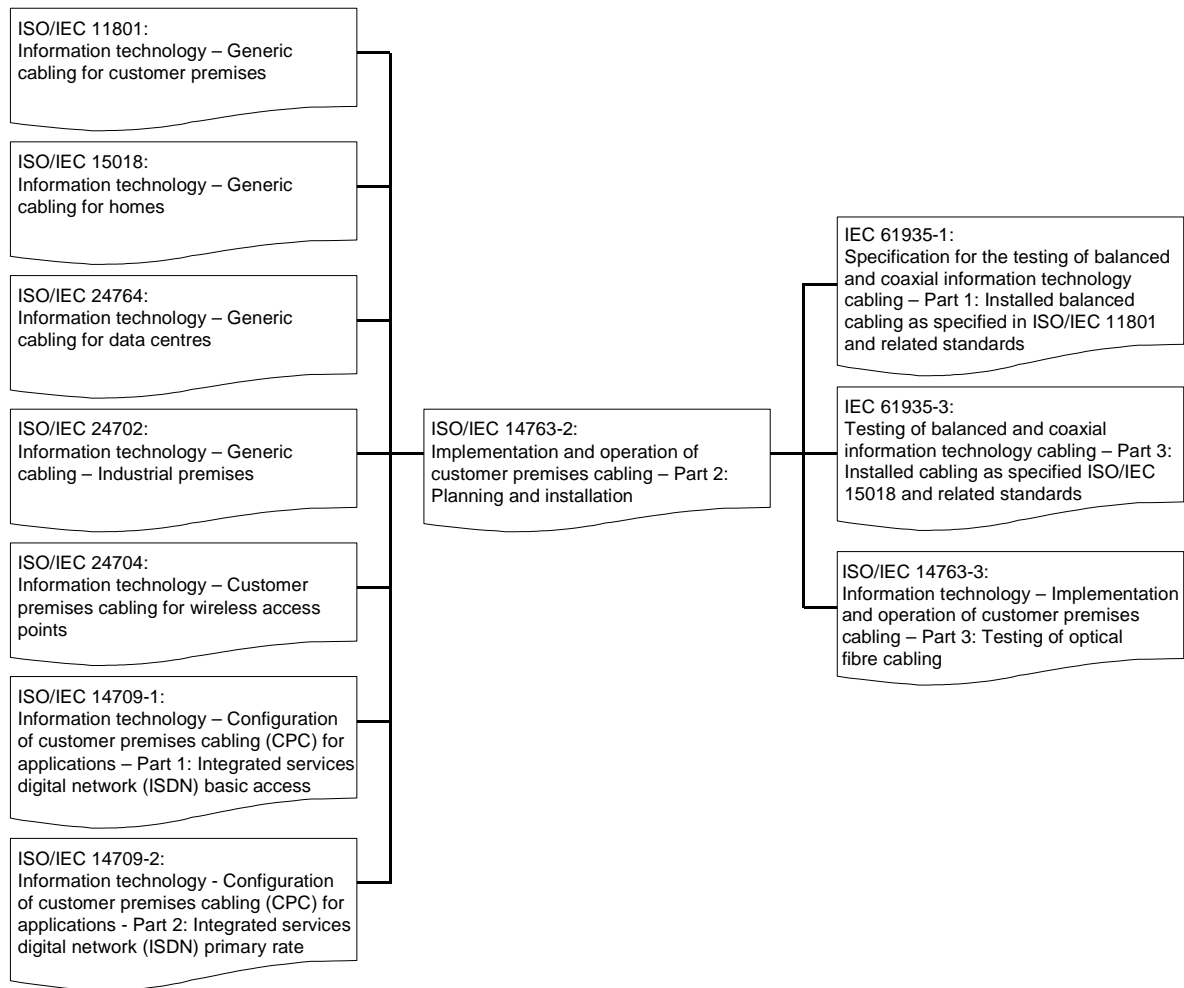 ISO/IEC 11801:
Information technology – Generic
cabling for customer premises
ISO/IEC 15018:
Information technology – Generic
cabling for homes
ISO/IEC 24764:
Information technology – Generic
cabling for data centres
ISO/IEC 24702:
Information technology – Generic
cabling – Industrial premises
ISO/IEC 24704:
Information technology – Customer
premises cabling for wireless access
points
ISO/IEC 14709-1:
Information technology – Configuration
of customer premises cabling (CPC) for
applications – Part 1: Integrated services
digital network (ISDN) basic access
ISO/IEC 14709-2:
Information technology - Configuration
of customer premises cabling (CPC) for
applications - Part 2: Integrated services
digital network (ISDN) primary rate
ISO/IEC 14763-2:
Implementation and operation of
customer premises cabling – Part 2:
Planning and installation
IEC 61935-1:
Specification for the testing of balanced
and coaxial information technology
cabling – Part 1: Installed balanced
cabling as specified in ISO/IEC 11801
and related standards
IEC 61935-3:
Testing of balanced and coaxial
information technology cabling – Part 3:
Installed cabling as specified ISO/IEC
15018 and related standards
ISO/IEC 14763-3:
Information technology – Implementation
and operation of customer premises
cabling – Part 3: Testing of optical
fibre cabling